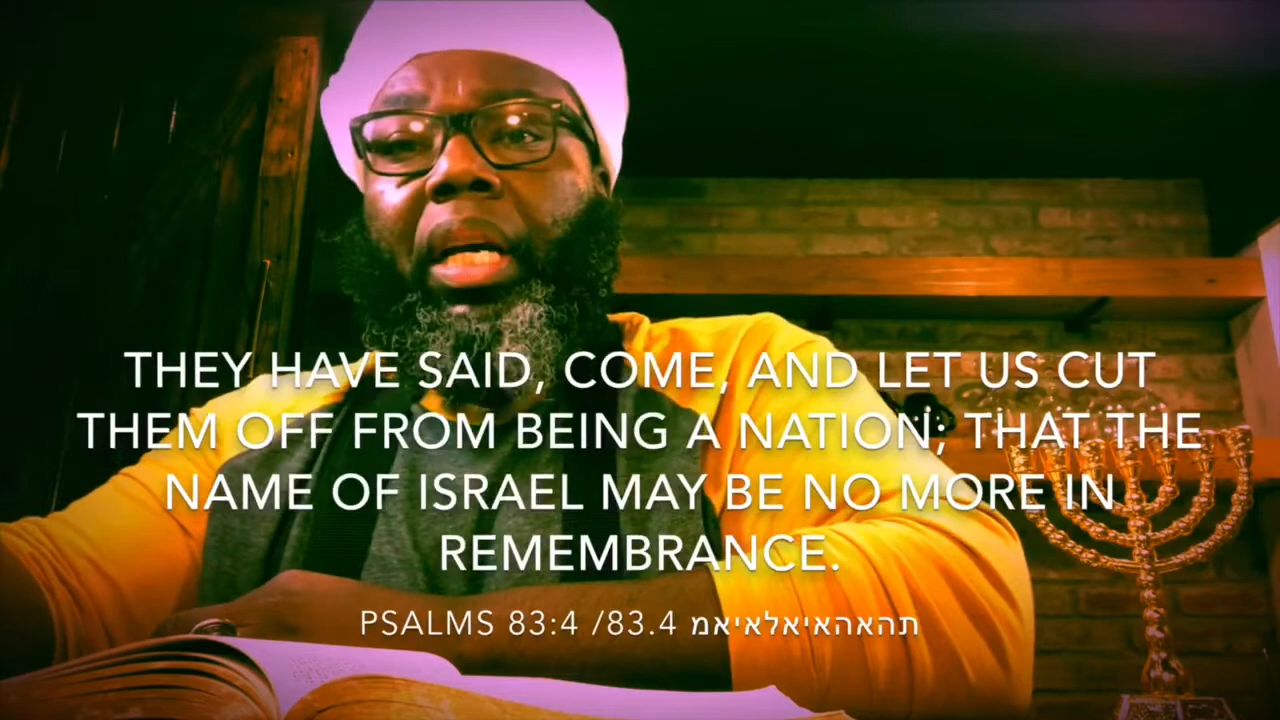 THEY HAVE SAID, COME, AND LET US CUT
THEM OFF FROM BEING A NATION; THAT THE
NAME OF ISRAEL MAY BE NO MORE IN
REMEMBRANCE.
PSALMS 83:4 /83.4 תהאהאיאלאיאמ